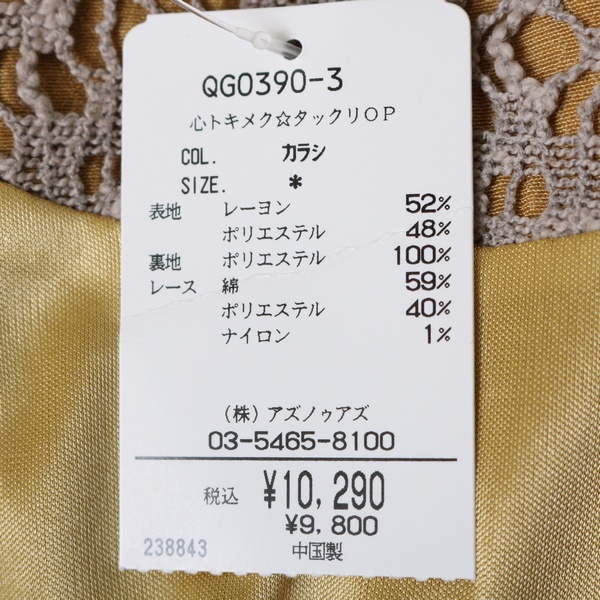 QG0390-3
心トキメク☆タックリOP
COL. カラシ
SIZE. *
表地 レーヨン 52%
ポリエステル 48%
裏地 ポリエステル 100%
レース 綿 59%
ポリエステル 40%
ナイロン 1%
(株)アズノゥアズ
03-5465-8100
税込 ¥10,290
¥9,800
238843 中国製